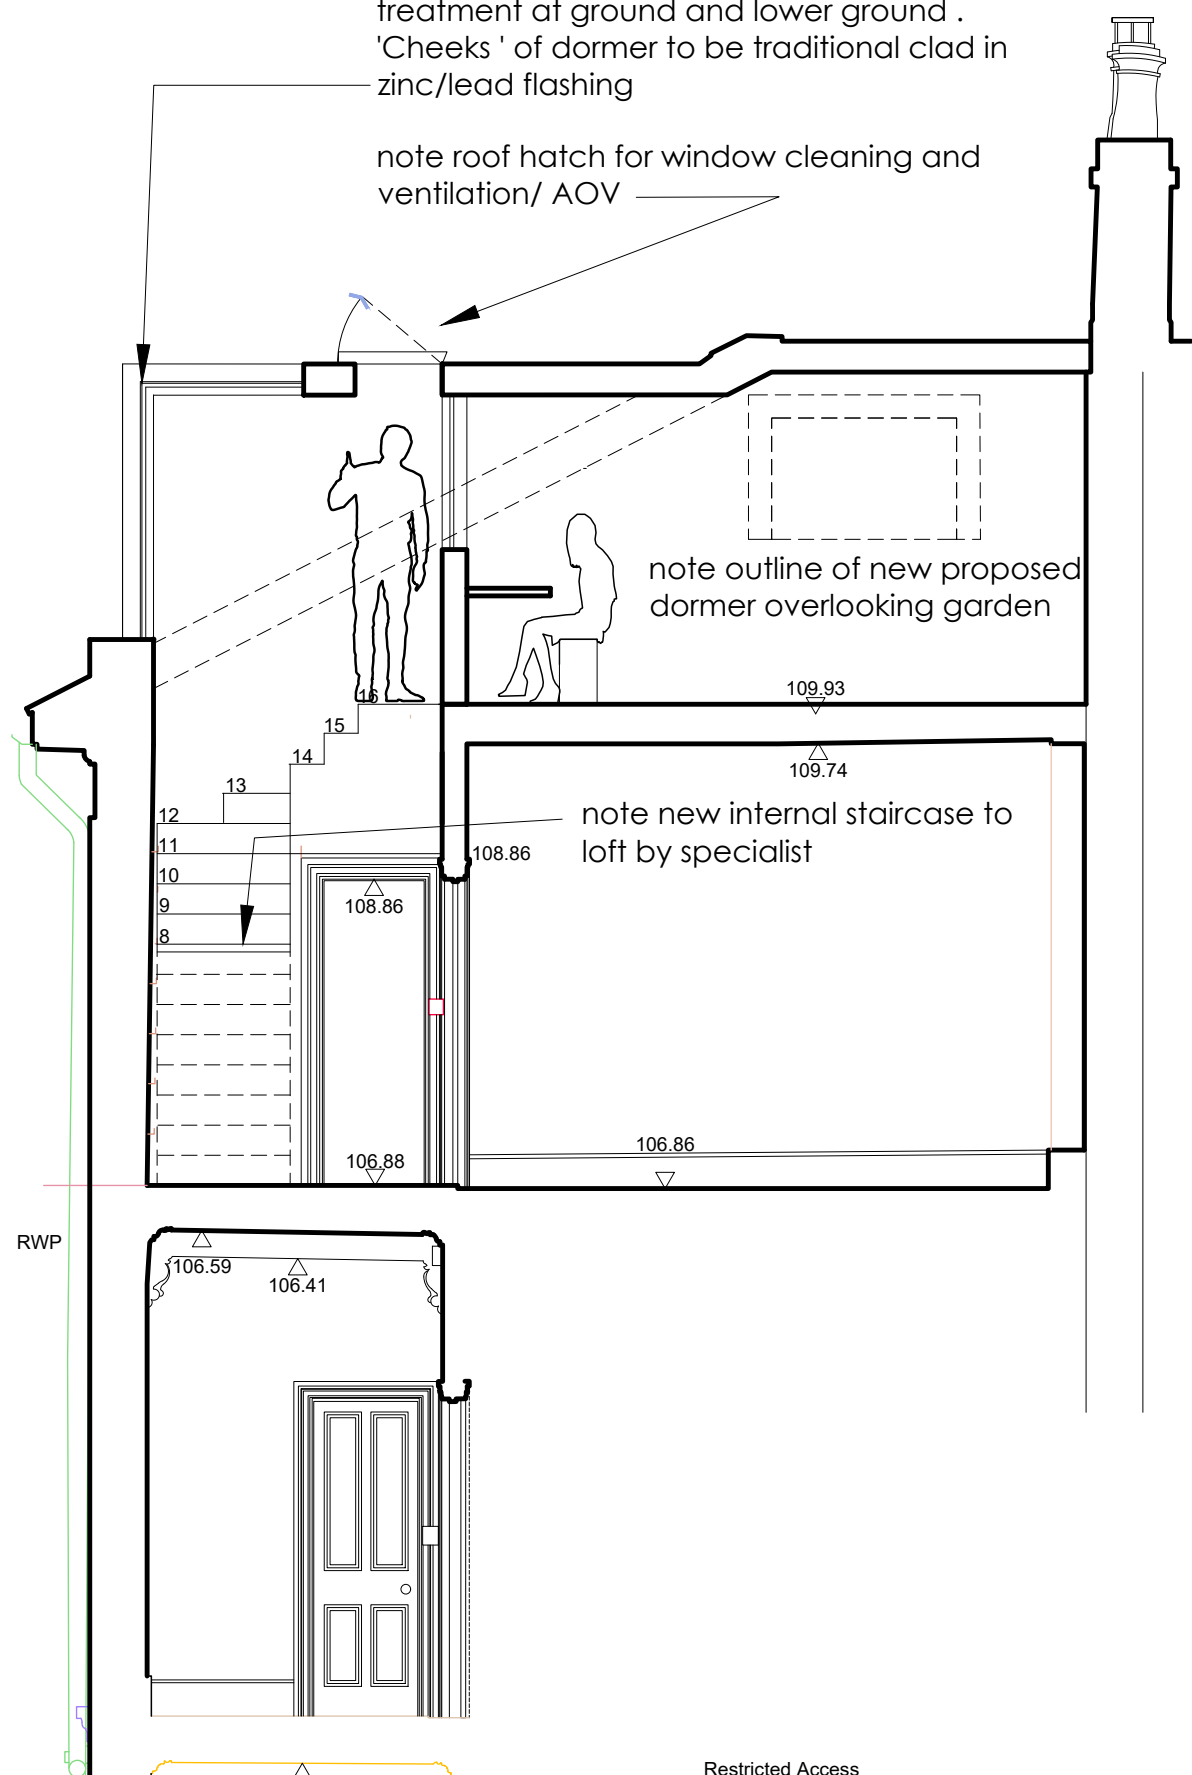 treatment at ground and lower ground .
'Cheeks ' of dormer to be traditional clad in
zinc/lead flashing
note roof hatch for window cleaning and
ventilation/ AOV
note outline of new proposed
dormer overlooking garden
109.93
16
15
14
109.74
13
12
note new internal staircase to
loft by specialist
11
108.86
10
108.86
9
8
106.86
106.88
RWP
106.59
106.41
Restricted Access